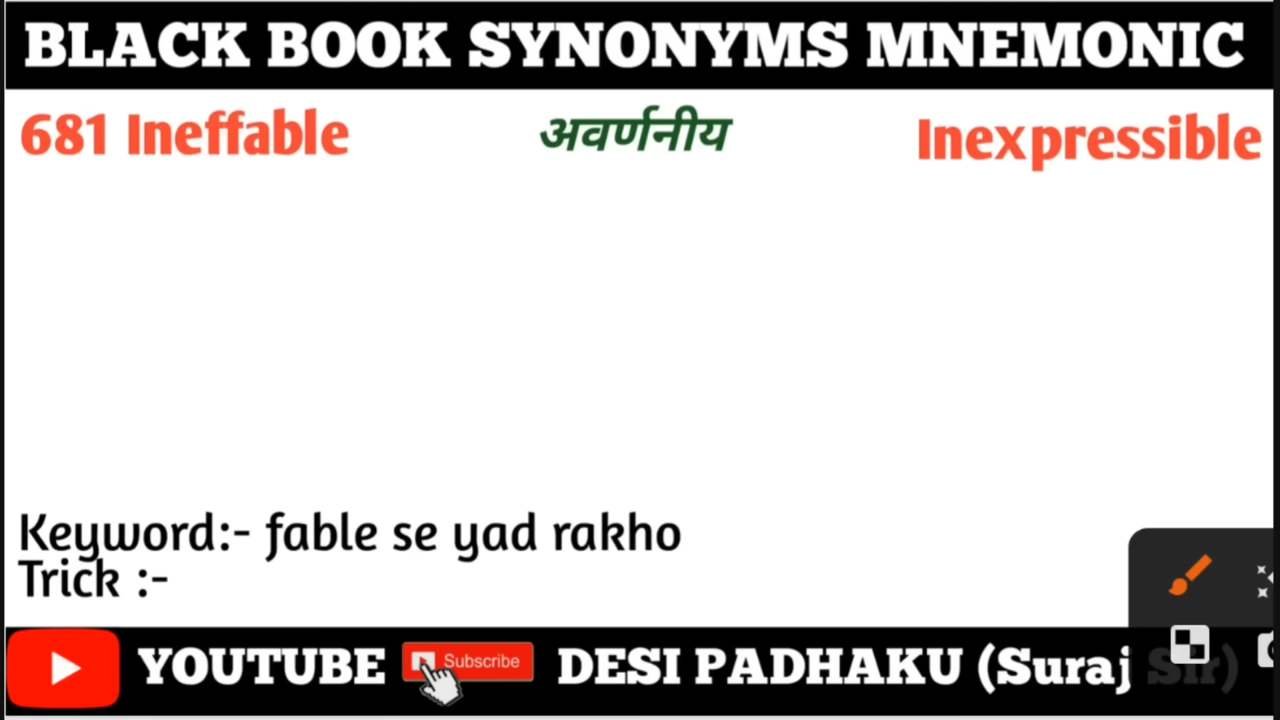 BLACK BOOK SYNONYMS MNEMONIC
681 Ineffable अवर्णनीय Inexpressible
Keyword:- fable se yad rakho
Trick :-
YOUTUBE Subscribe DESI PADHAKU (Suraj Sir)